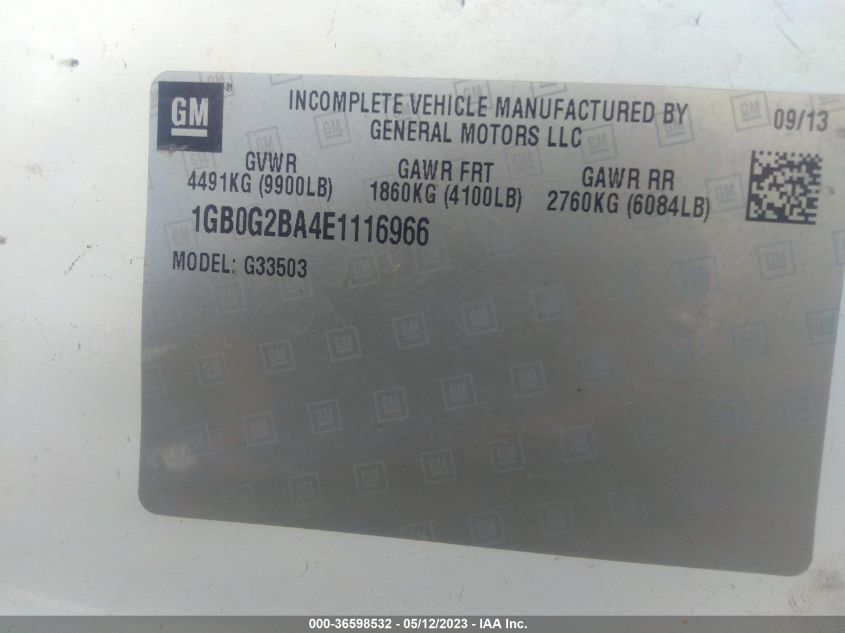 GM ®
INCOMPLETE VEHICLE MANUFACTURED BY
GENERAL MOTORS LLC
09/13
GVWR
4491KG (9900LB)
GAWR FRT
1860KG (4100LB)
GAWR RR
2760KG (6084LB)
1GB0G2BA4E1116966
MODEL: G33503
000-36598532 - 05/12/2023 - IAA Inc.